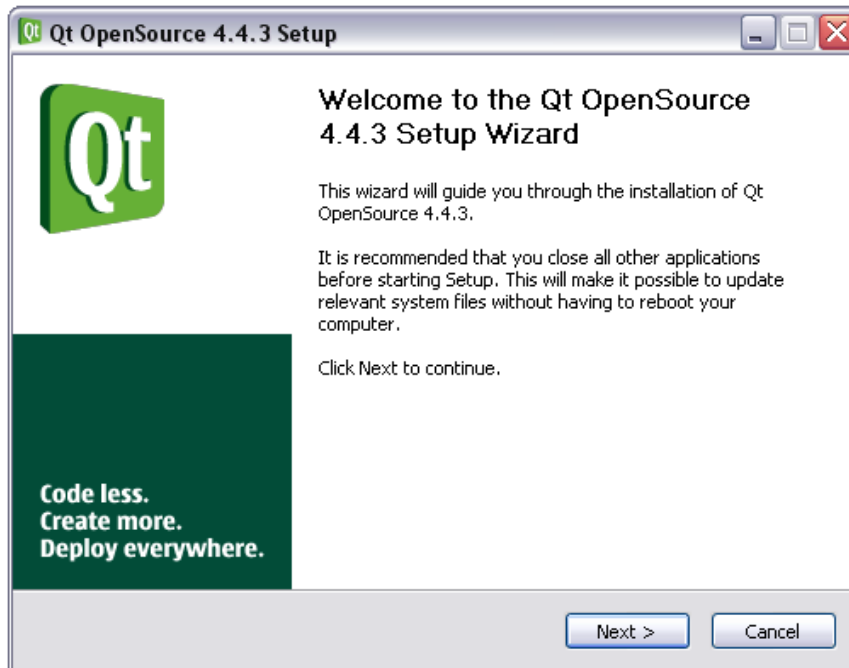 Qt OpenSource 4.4.3 Setup
Qt
Welcome to the Qt OpenSource
4.4.3 Setup Wizard
This wizard will guide you through the installation of Qt
OpenSource 4.4.3.
It is recommended that you close all other applications
before starting Setup. This will make it possible to update
relevant system files without having to reboot your
computer.
Click Next to continue.
Code less.
Create more.
Deploy everywhere.
Next >
Cancel